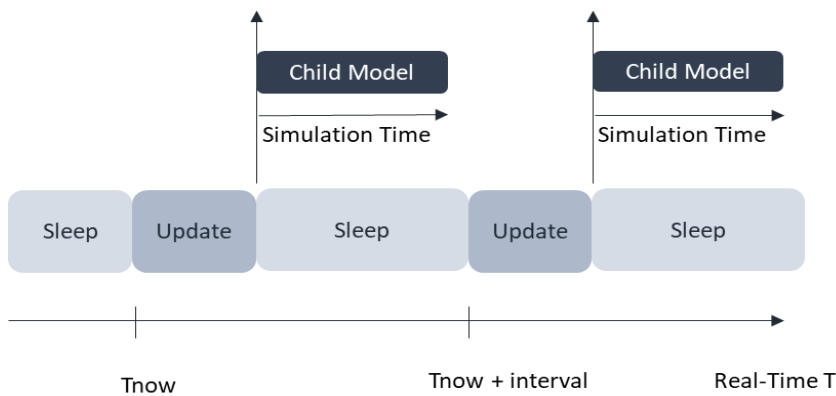 Child Model
Child Model
Simulation Time
Simulation Time
Sleep
Update
Sleep
Update
Sleep
Tnow
Tnow + interval
Real-Time T